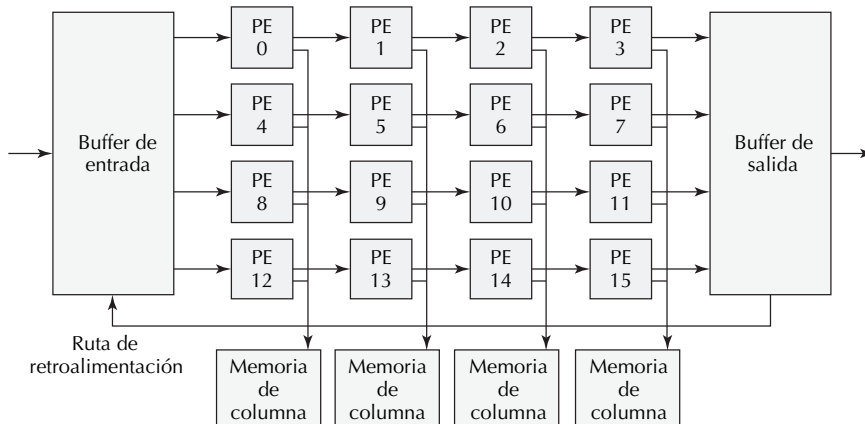 PE
0
PE
1
PE
2
PE
3
PE
4
PE
5
PE
6
PE
7
Buffer de
entrada
Buffer de
salida
PE
8
PE
9
PE
10
PE
11
PE
12
PE
13
PE
14
PE
15
Ruta de
retroalimentación
Memoria
de
columna
Memoria
de
columna
Memoria
de
columna
Memoria
de
columna